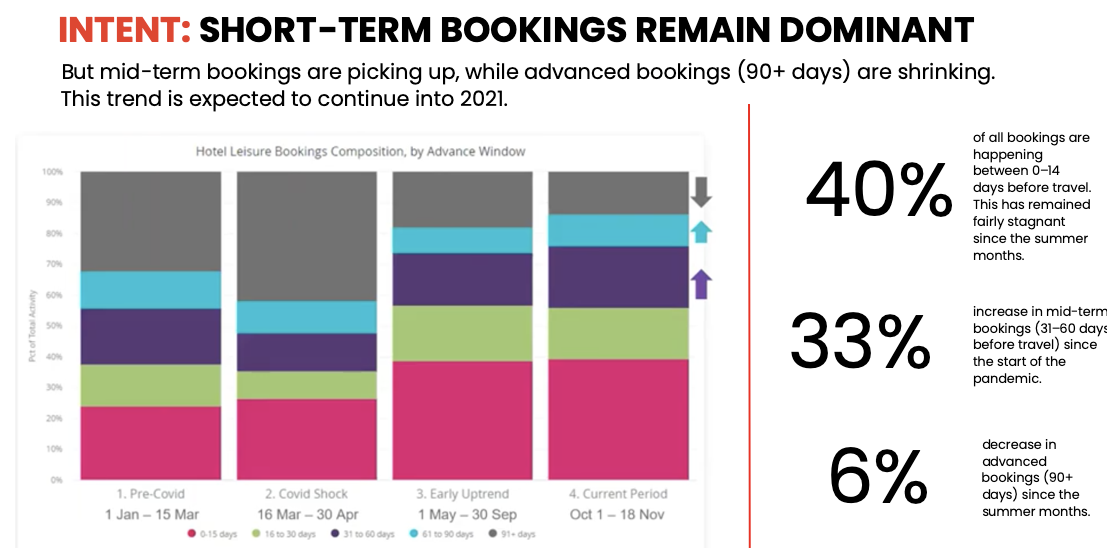 INTENT: SHORT-TERM BOOKINGS REMAIN DOMINANT
But mid-term bookings are picking up, while advanced bookings (90+ days) are shrinking.
This trend is expected to continue into 2021.
Hotel Leisure Bookings Composition, by Advance Window
Pct of Total Activity
100%
90%
80%
70%
60%
50%
40%
30%
20%
10%
0%
1. Pre-Covid
1 Jan – 15 Mar
2. Covid Shock
16 Mar – 30 Apr
3. Early Uptrend
1 May – 30 Sep
4. Current Period
Oct 1 – 18 Nov
0-15 days
16 to 30 days
31 to 60 days
61 to 90 days
91+ days
40%
of all bookings are
happening
between 0–14
days before travel.
This has remained
fairly stagnant
since the summer
months.
33%
increase in mid-term
bookings (31–60 days
before travel) since
the start of the
pandemic.
6%
decrease in
advanced
bookings (90+
days) since the
summer months.